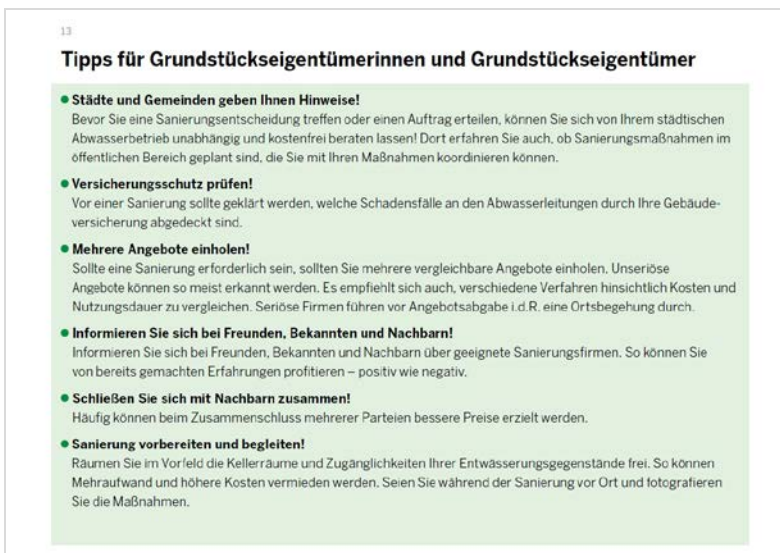 13
Tipps für Grundstückseigentümerinnen und Grundstückseigentümer
● Städte und Gemeinden geben Ihnen Hinweise!
Bevor Sie eine Sanierungsentscheidung treffen oder einen Auftrag erteilen, können Sie sich von Ihrem städtischen
Abwasserbetrieb unabhängig und kostenfrei beraten lassen! Dort erfahren Sie auch, ob Sanierungsmaßnahmen im
öffentlichen Bereich geplant sind, die Sie mit Ihren Maßnahmen koordinieren können.
● Versicherungsschutz prüfen!
Vor einer Sanierung sollte geklärt werden, welche Schadensfälle an den Abwasserleitungen durch Ihre Gebäude-
versicherung abgedeckt sind.
● Mehrere Angebote einholen!
Sollte eine Sanierung erforderlich sein, sollten Sie mehrere vergleichbare Angebote einholen. Unseriöse
Angebote können so meist erkannt werden. Es empfiehlt sich auch, verschiedene Verfahren hinsichtlich Kosten und
Nutzungsdauer zu vergleichen. Seriöse Firmen führen vor Angebotsabgabe i.d.R. eine Ortsbegehung durch.
● Informieren Sie sich bei Freunden, Bekannten und Nachbarn!
Informieren Sie sich bei Freunden, Bekannten und Nachbarn über geeignete Sanierungsfirmen. So können Sie
von bereits gemachten Erfahrungen profitieren – positiv wie negativ.
● Schließen Sie sich mit Nachbarn zusammen!
Häufig können beim Zusammenschluss mehrerer Parteien bessere Preise erzielt werden.
● Sanierung vorbereiten und begleiten!
Räumen Sie im Vorfeld die Kellerräume und Zugänglichkeiten Ihrer Entwässerungsgegenstände frei. So können
Mehraufwand und höhere Kosten vermieden werden. Seien Sie während der Sanierung vor Ort und fotografieren
Sie die Maßnahmen.